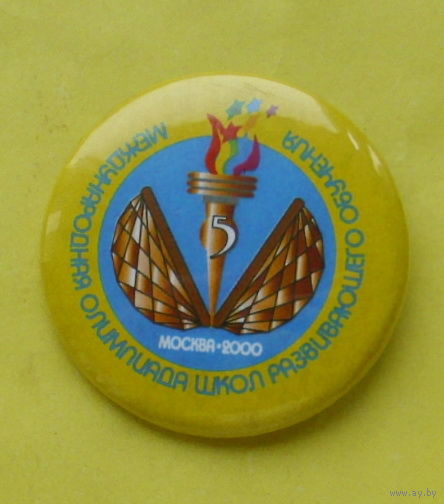 МЕЖДУНАРОДНАЯ ОЛИМПИАДА ШКОЛ РАЗВИВАЮЩЕГО ОБУЧЕНИЯ
5
МОСКВА•2000
www.ay.by